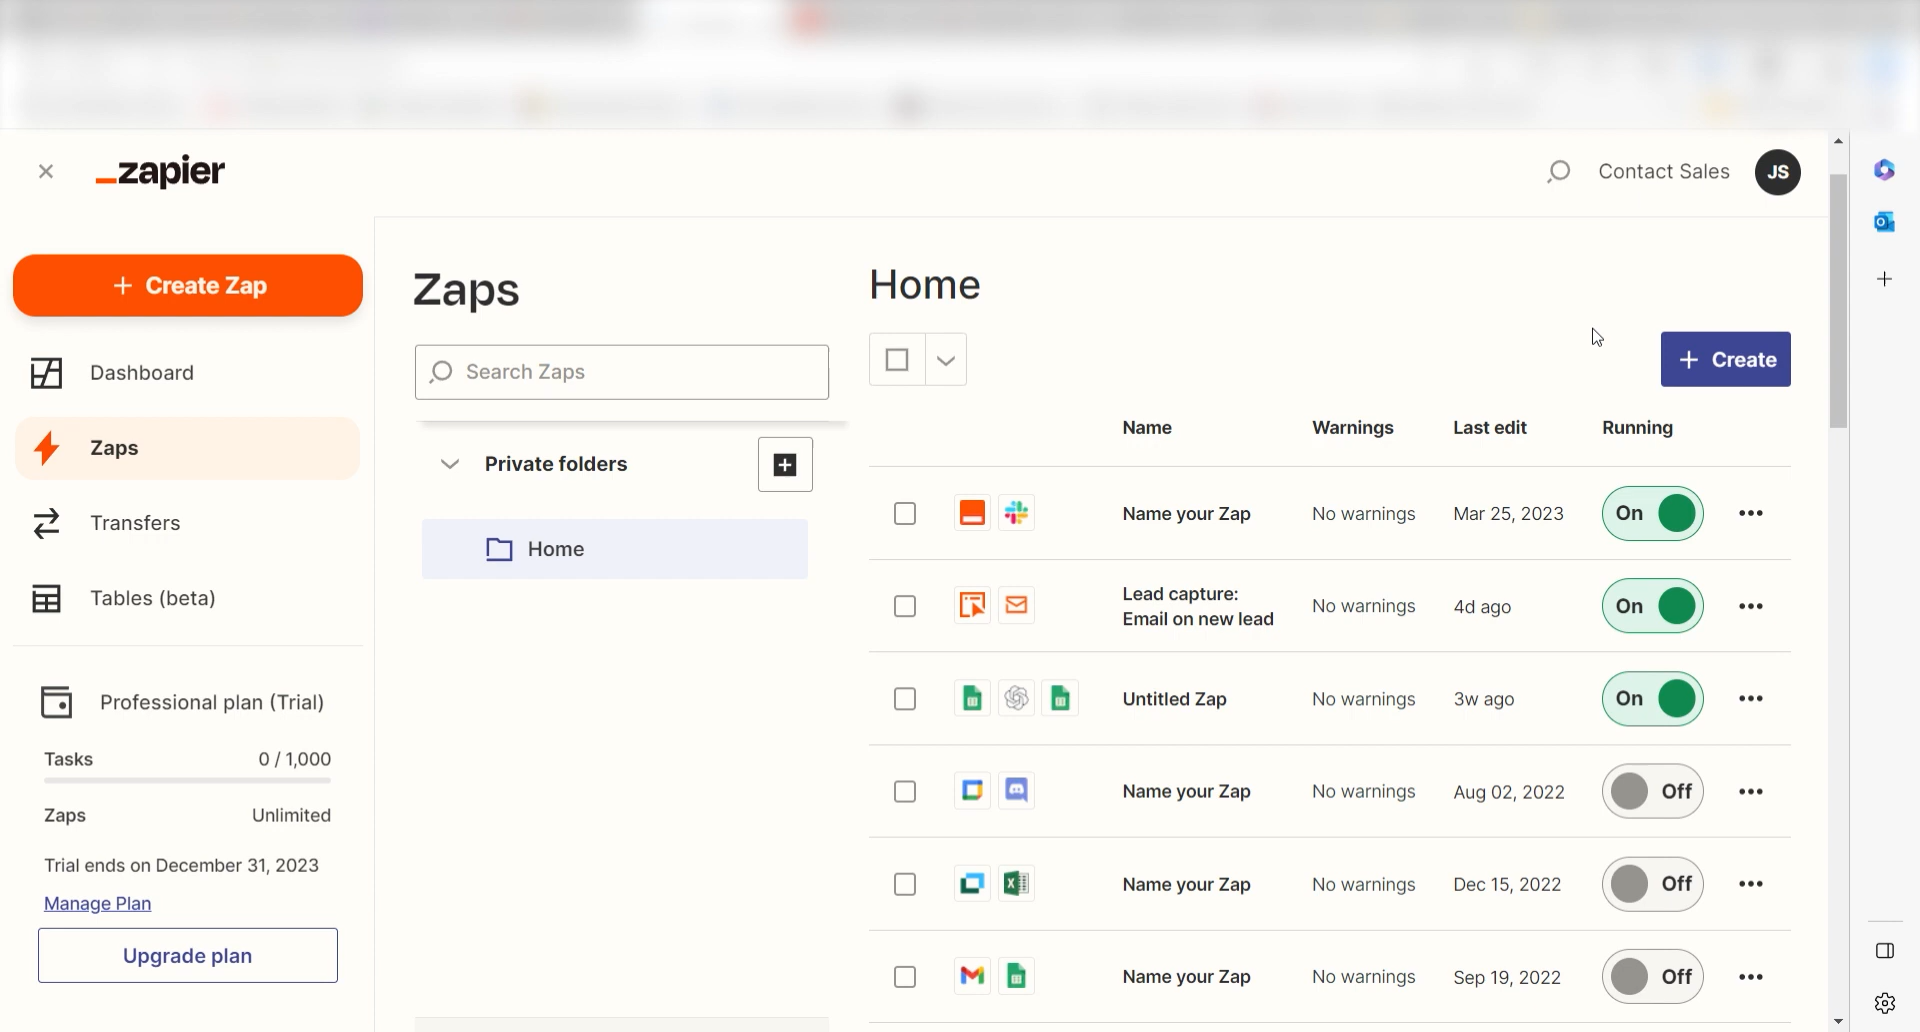 zapier
Contact Sales
JS
+ Create Zap
Dashboard
Zaps
Transfers
Tables (beta)
Professional plan (Trial)
Tasks 0 / 1,000
Zaps Unlimited
Trial ends on December 31, 2023
Manage Plan
Upgrade plan
Zaps
Search Zaps
Private folders
Home
Home
+ Create
Name Warnings Last edit Running
Name your Zap No warnings Mar 25, 2023 On
Lead capture:
Email on new lead No warnings 4d ago On
Untitled Zap No warnings 3w ago On
Name your Zap No warnings Aug 02, 2022 Off
Name your Zap No warnings Dec 15, 2022 Off
Name your Zap No warnings Sep 19, 2022 Off